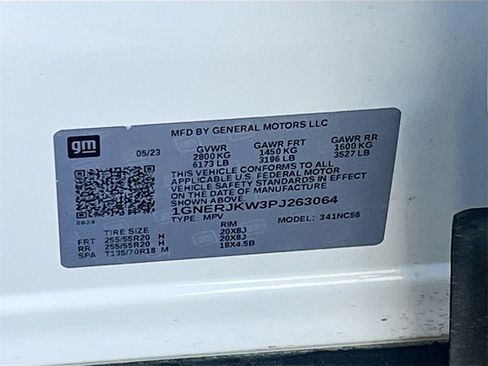 MFD BY GENERAL MOTORS LLC
gm
05/23
GVWR GAWR FRT GAWR RR
2800 KG 1450 KG 1600 KG
6173 LB 3196 LB 3527 LB
THIS VEHICLE CONFORMS TO ALL
APPLICABLE U.S. FEDERAL MOTOR
VEHICLE SAFETY STANDARDS IN EFFECT
ON THE DATE OF MANUFACTURE
SHOWN ABOVE.
1GNERJKW3PJ263064
TYPE: MPV MODEL: 341NC56
0624
TIRE SIZE RIM
FRT 255/55R20 H 20X8J
RR 255/55R20 H 20X8J
SPA T135/70R18 M 18X4.5B